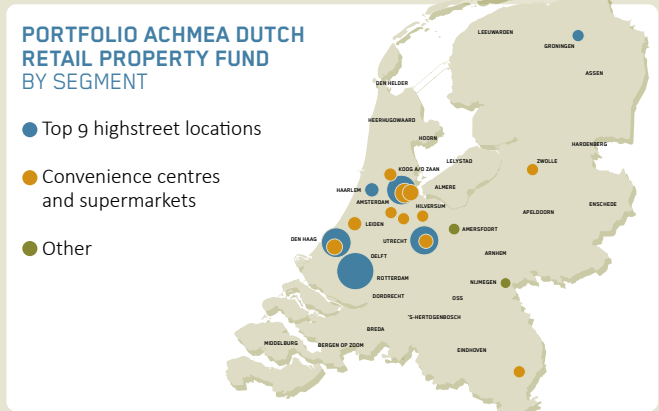 PORTFOLIO ACHMEA DUTCH
RETAIL PROPERTY FUND
BY SEGMENT
Top 9 highstreet locations
Convenience centres
and supermarkets
Other
LEEUWARDEN
GRONINGEN
ASSEN
DEN HELDER
HEERHUGOWAARD
HOORN
HARDENBERG
LELYSTAD
ZWOLLE
KOOG A/D ZAAN
HAARLEM
ALMERE
AMSTERDAM
HILVERSUM
ENSCHEDE
APELDOORN
LEIDEN
AMERSFOORT
DEN HAAG
UTRECHT
DELFT
ARNHEM
ROTTERDAM
NIJMEGEN
DORDRECHT
OSS
'S-HERTOGENBOSCH
BREDA
MIDDELBURG
BERGEN OP ZOOM
EINDHOVEN